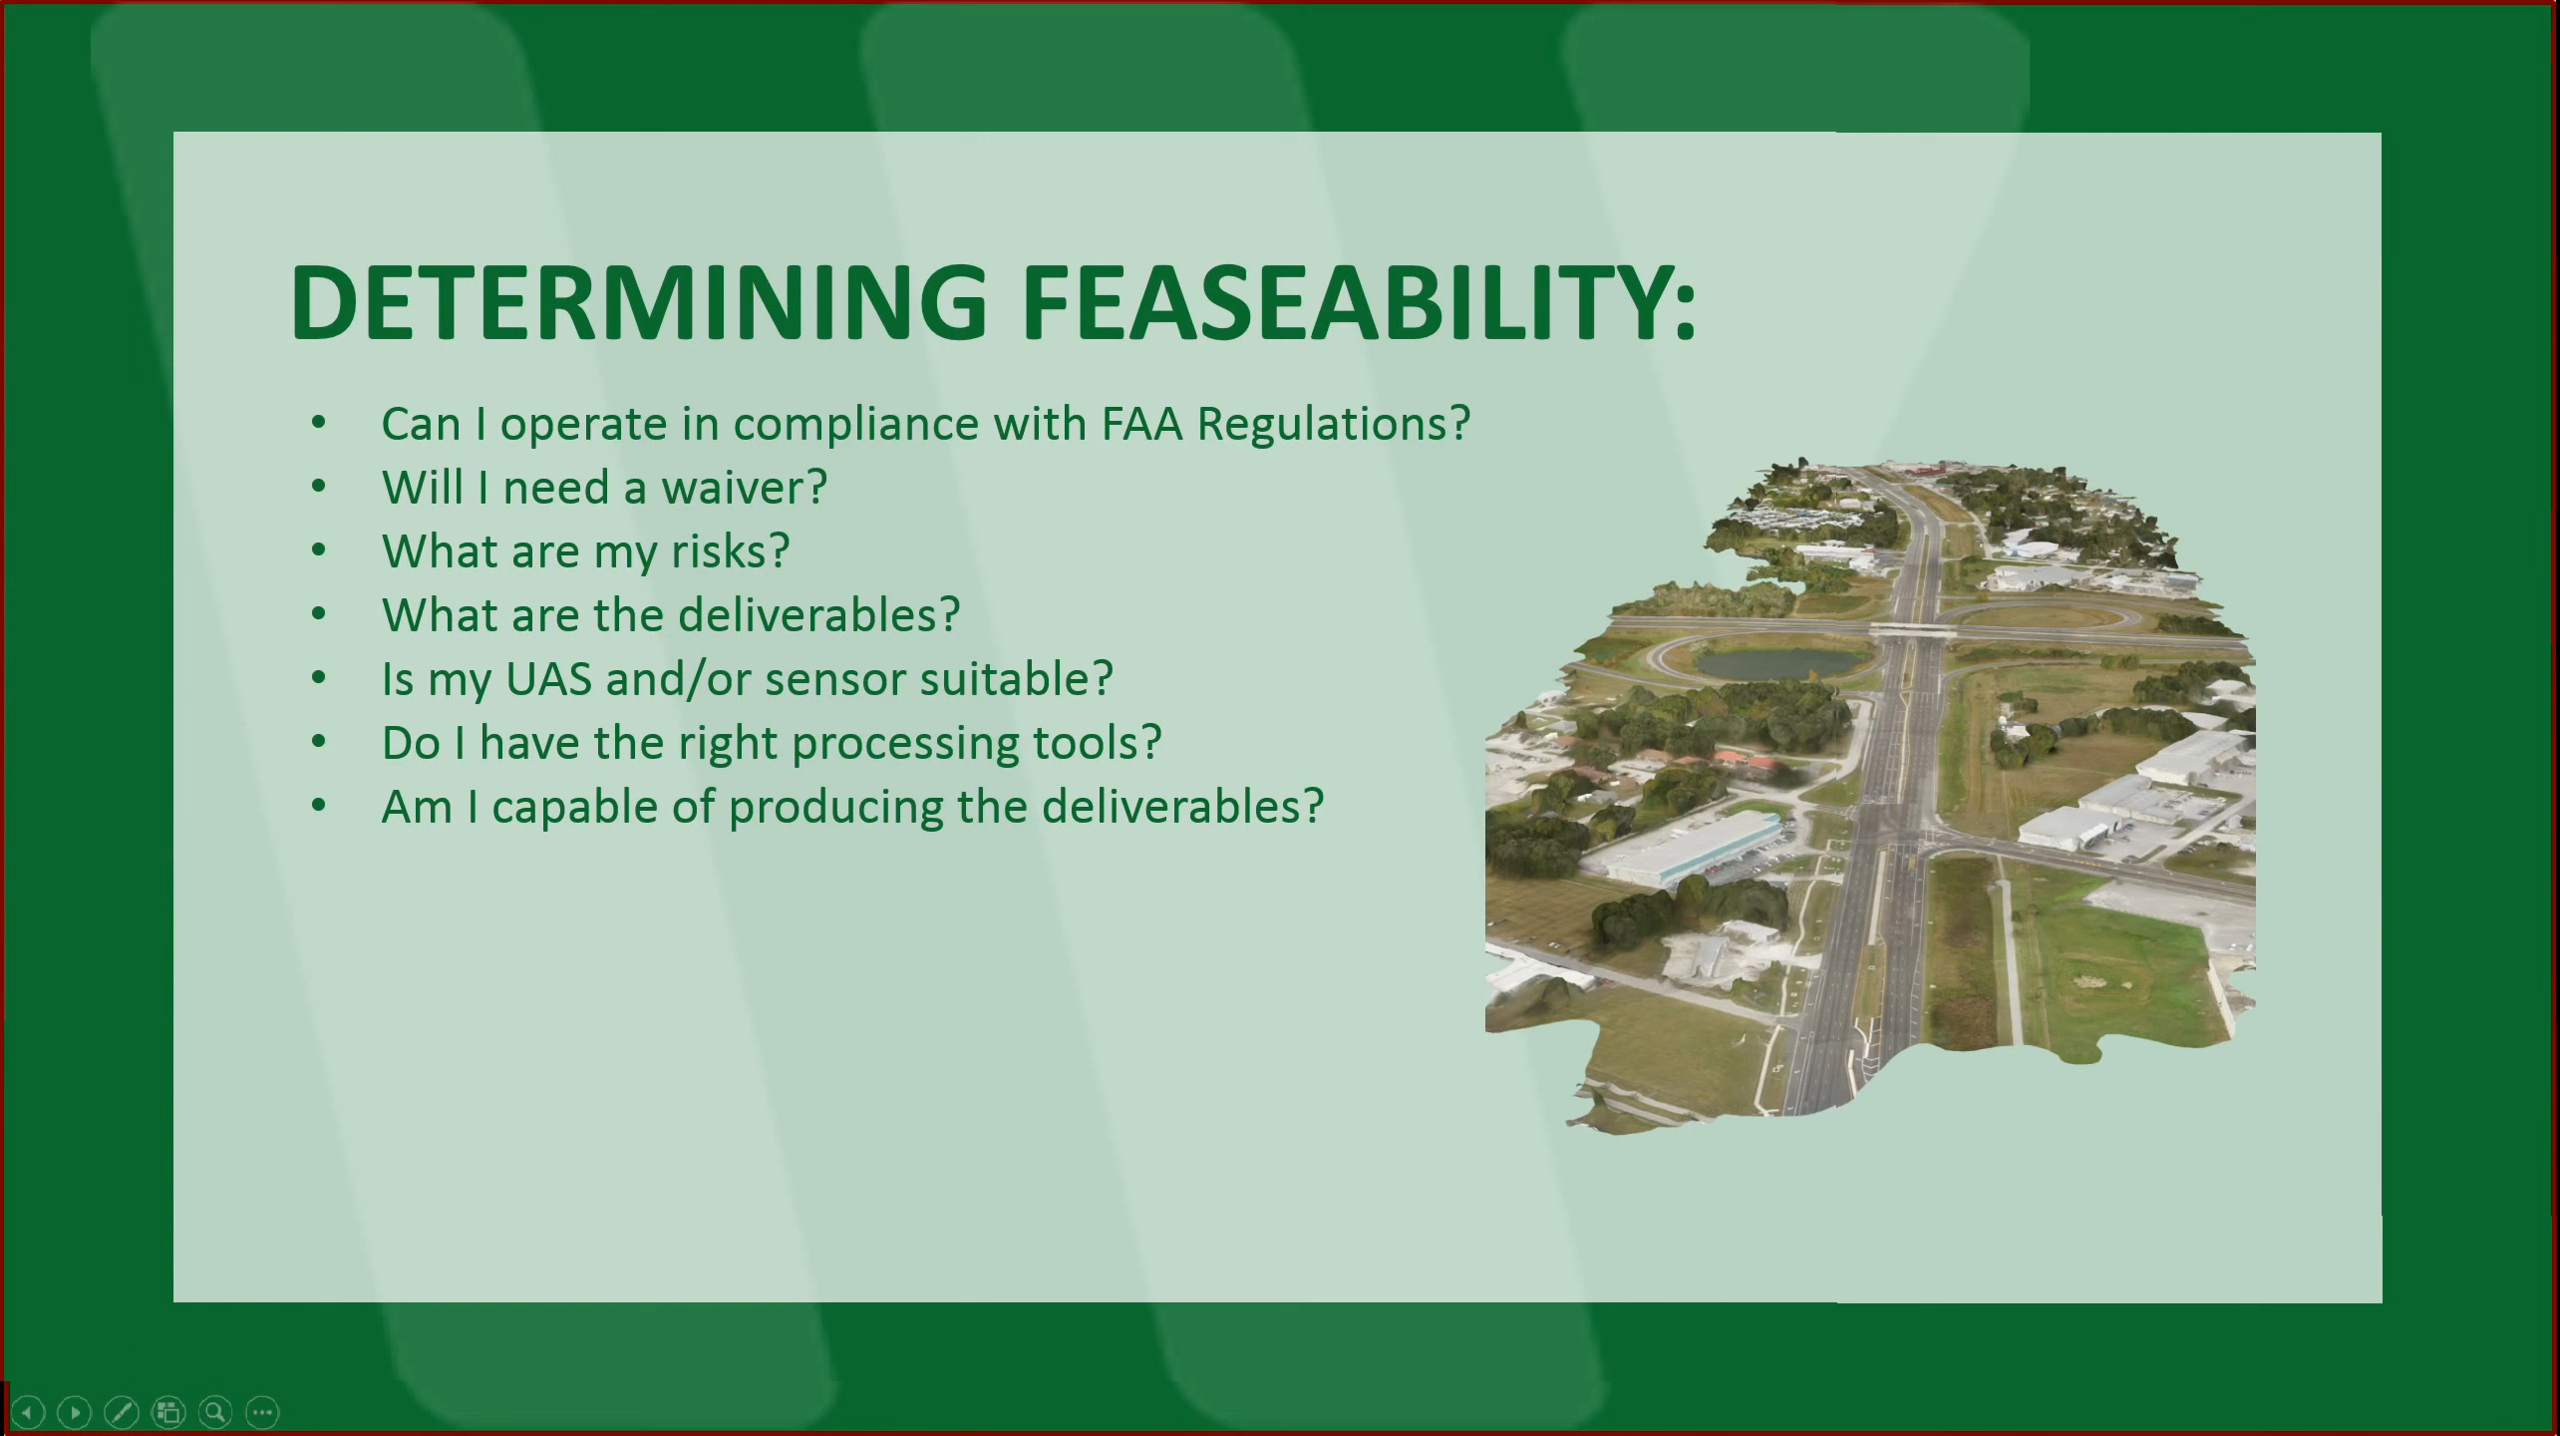 DETERMINING FEASEABILITY:
• Can I operate in compliance with FAA Regulations?
• Will I need a waiver?
• What are my risks?
• What are the deliverables?
• Is my UAS and/or sensor suitable?
• Do I have the right processing tools?
• Am I capable of producing the deliverables?